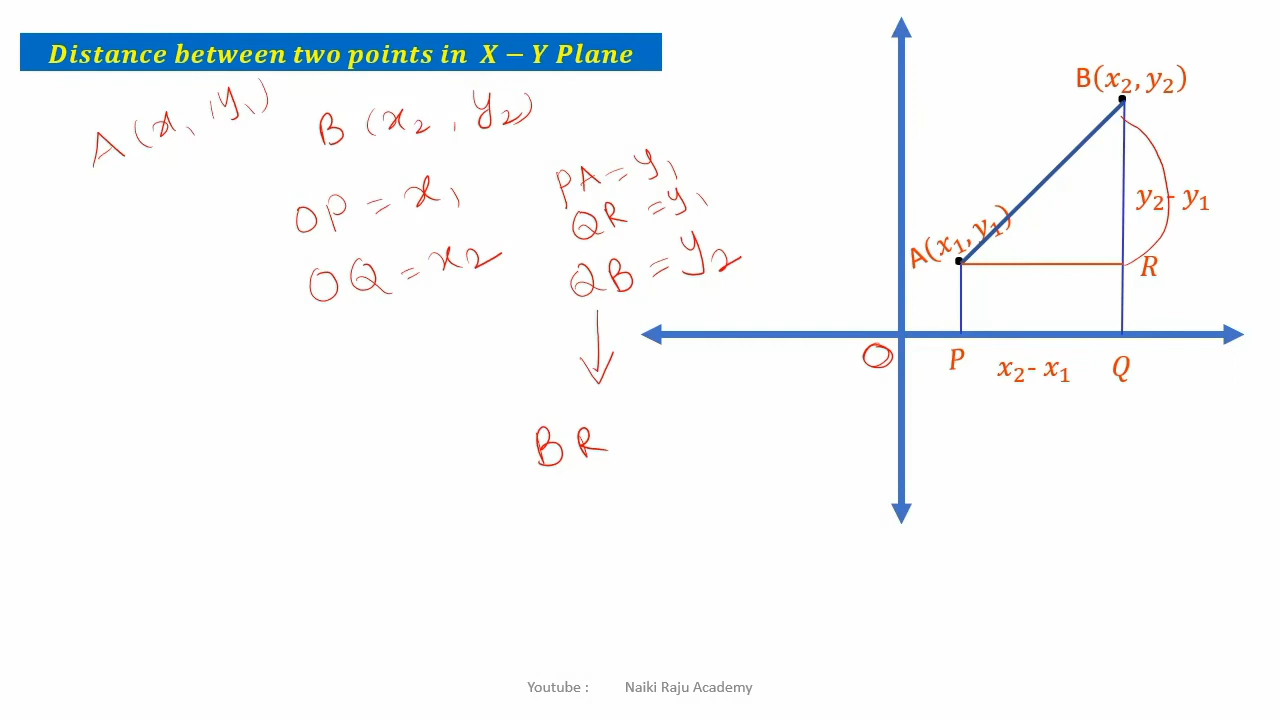 Distance between two points in X – Y Plane
A(x₁, y₁)
B (x₂, y₂)
OP = x₁
OQ = x₂
PA = y₁
QR = y₁
QB = y₂
BR
B(x₂, y₂)
y₂- y₁
A(x₁, y₁)
R
O
P
x₂- x₁
Q
Youtube : Naiki Raju Academy